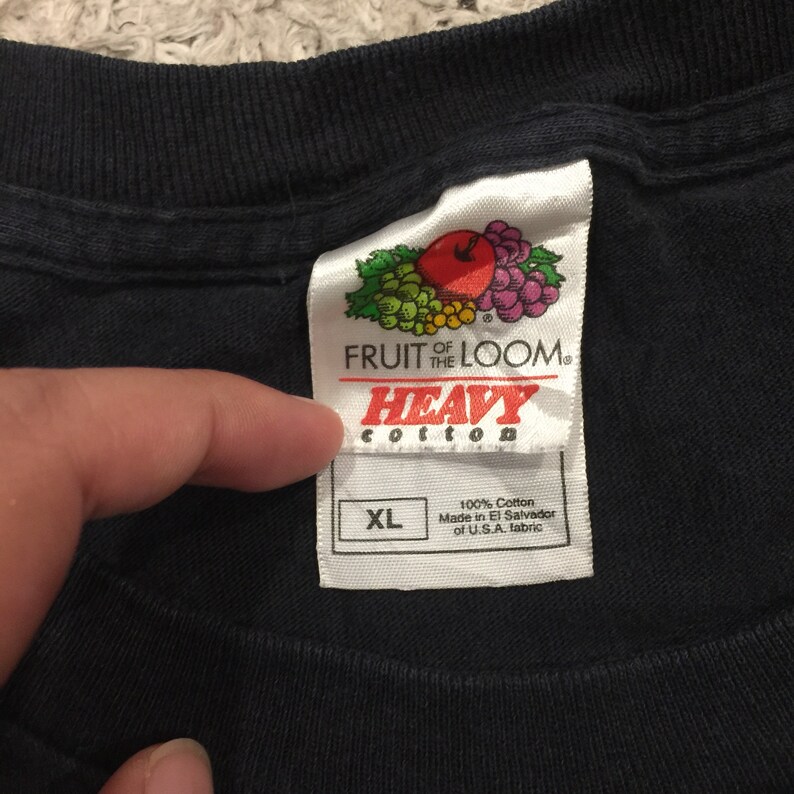 ®
FRUIT OF THE LOOM®
HEAVY
cotton
XL
100% Cotton
Made in El Salvador
of U.S.A. fabric